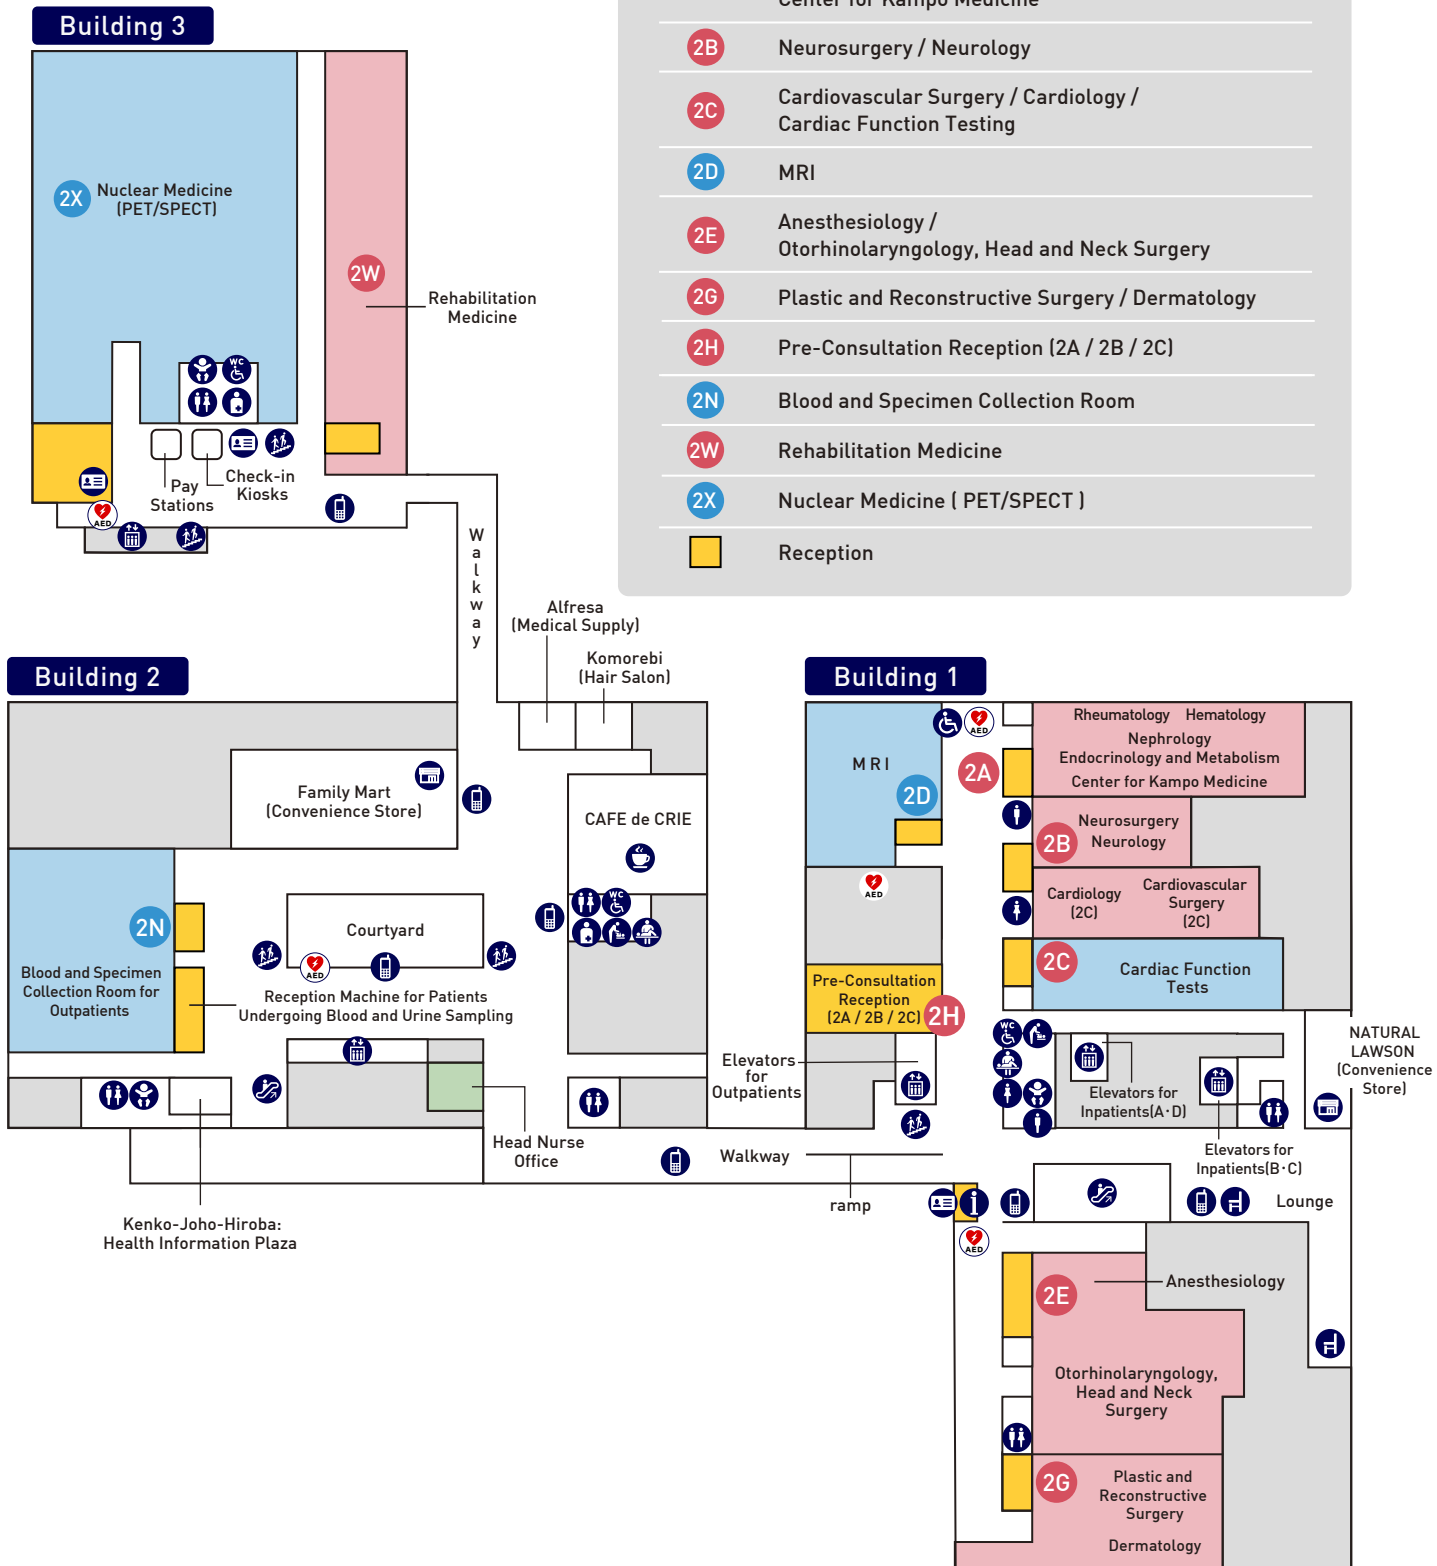 Building 3
Center for Kampo Medicine
2B Neurosurgery / Neurology
2C Cardiovascular Surgery / Cardiology /
Cardiac Function Testing
2D MRI
2E Anesthesiology /
Otorhinolaryngology, Head and Neck Surgery
2G Plastic and Reconstructive Surgery / Dermatology
2H Pre-Consultation Reception (2A / 2B / 2C)
2N Blood and Specimen Collection Room
2W Rehabilitation Medicine
2X Nuclear Medicine ( PET/SPECT )
Reception
2X
Nuclear Medicine
(PET/SPECT)
2W
Rehabilitation
Medicine
WC
Pay
Stations
Check-in
Kiosks
AED
Walkway
Alfresa
(Medical Supply)
Komorebi
(Hair Salon)
Building 2
Family Mart
(Convenience Store)
CAFE de CRIE
WC
2N
Blood and Specimen
Collection Room for
Outpatients
Courtyard
AED
Reception Machine for Patients
Undergoing Blood and Urine Sampling
Head Nurse
Office
Kenko-Joho-Hiroba:
Health Information Plaza
Walkway
Building 1
MRI
2D
AED
2A
Rheumatology Hematology
Nephrology
Endocrinology and Metabolism
Center for Kampo Medicine
2B
Neurosurgery
Neurology
AED
Cardiology
(2C)
Cardiovascular
Surgery
(2C)
2C
Cardiac Function
Tests
Pre-Consultation
Reception
(2A / 2B / 2C)
2H
Elevators
for
Outpatients
WC
Elevators for
Inpatients(A·D)
Elevators for
Inpatients(B·C)
NATURAL
LAWSON
(Convenience
Store)
ramp
i
AED
Lounge
2E
Anesthesiology
Otorhinolaryngology,
Head and Neck
Surgery
2G
Plastic and
Reconstructive
Surgery
Dermatology